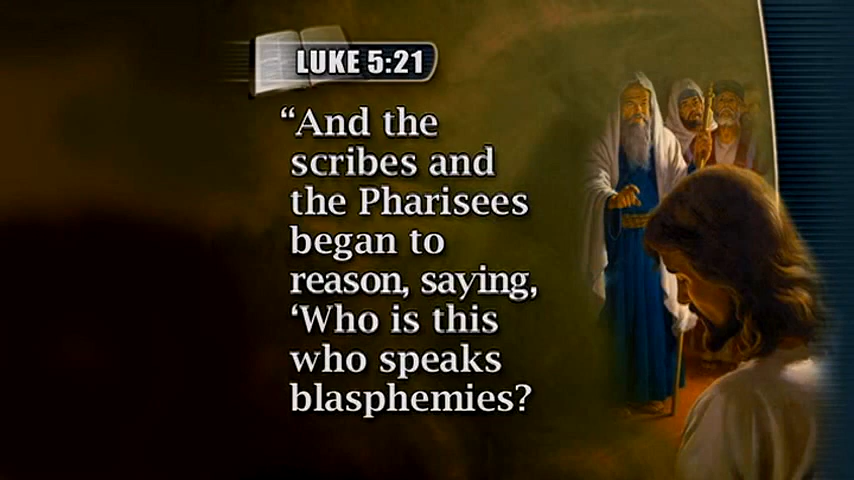 LUKE 5:21
“And the
scribes and
the Pharisees
began to
reason, saying,
‘Who is this
who speaks
blasphemies?